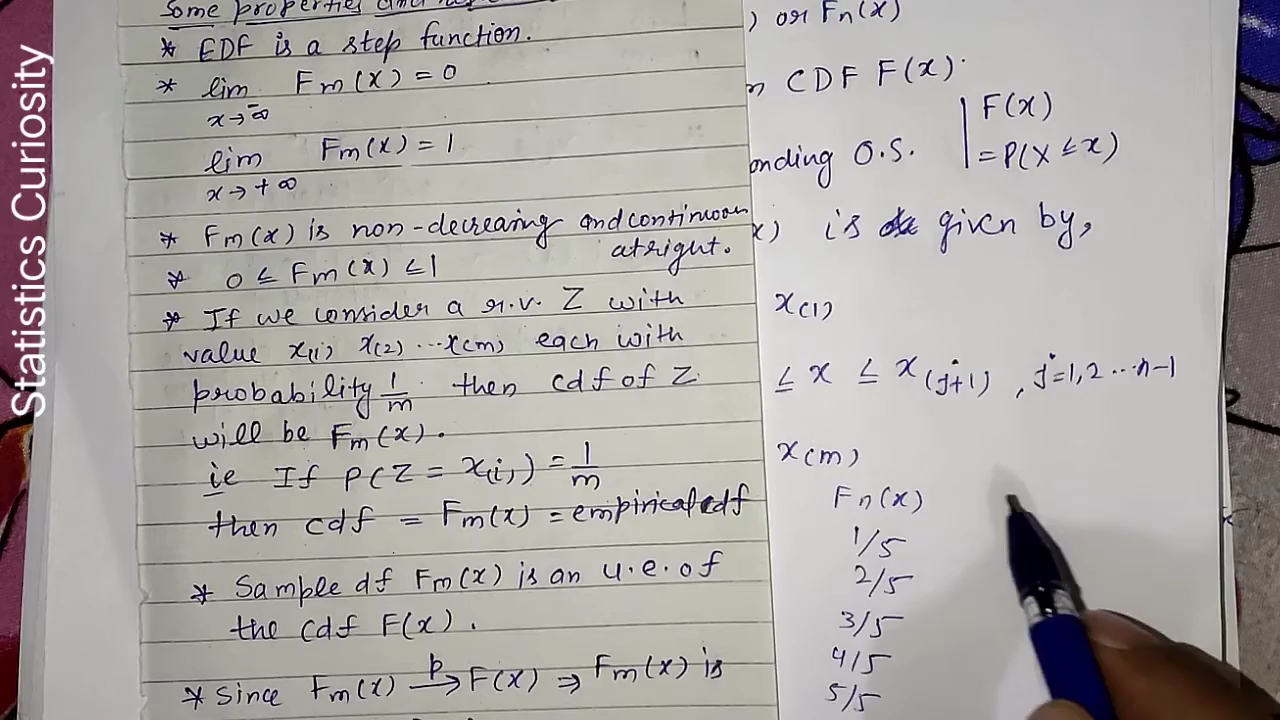 Statistics Curiosity
Some properties and
* EDF is a step function.
* lim Fm(x) = 0
x→-∞
lim Fm(x) = 1
x→+∞
* Fm(x) is non-decreasing and continuous
at right.
* 0 ≤ Fm(x) ≤ 1
* If we consider a r.v. Z with
value x(1), x(2) ... x(m) each with
probability 1/m. then cdf of Z
will be Fm(x).
ie If P(Z = x(i)) = 1/m
then cdf = Fm(x) = empirical cdf
* Sample df Fm(x) is an u.e. of
the cdf F(x).
* Since Fm(x) —p→ F(x) ⇒ Fm(x) is
) or Fn(x)
n CDF F(x).
F(x)
onding O.S. = P(X ≤ x)
x) is given by,
x(1)
≤ x ≤ x(j+1) , j=1,2...n-1
x(m)
Fn(x)
1/5
2/5
3/5
4/5
5/5